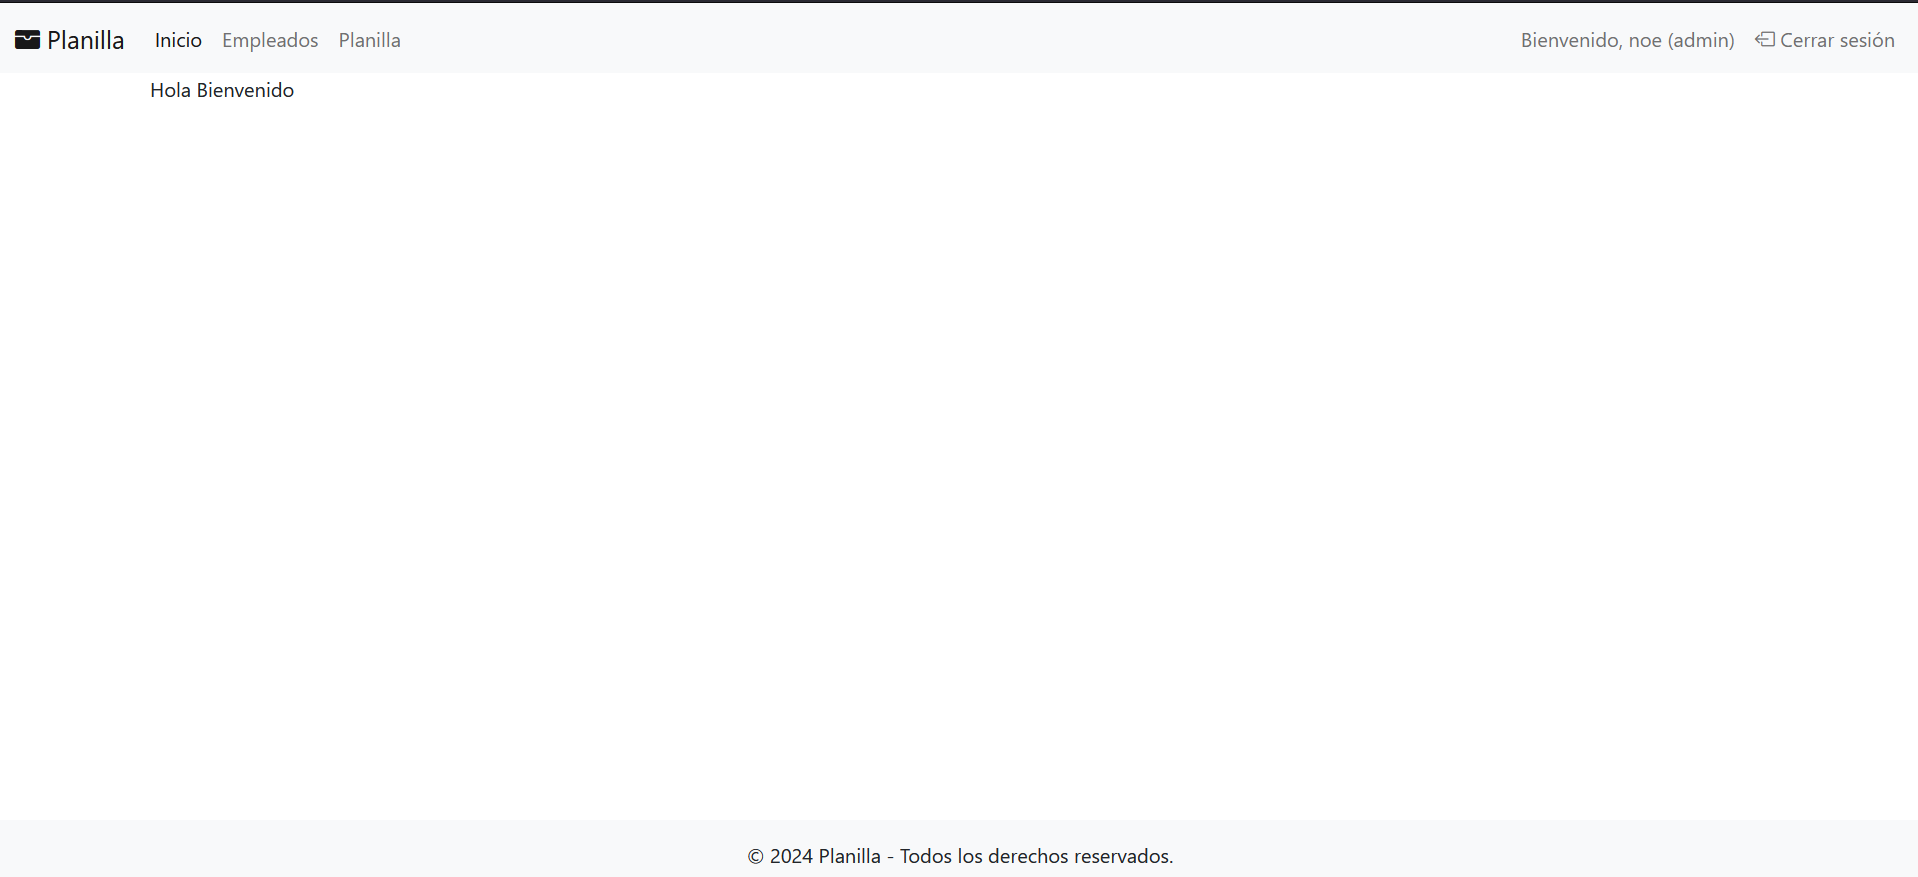 Planilla Inicio Empleados Planilla Bienvenido, noe (admin) Cerrar sesión
Hola Bienvenido
© 2024 Planilla - Todos los derechos reservados.